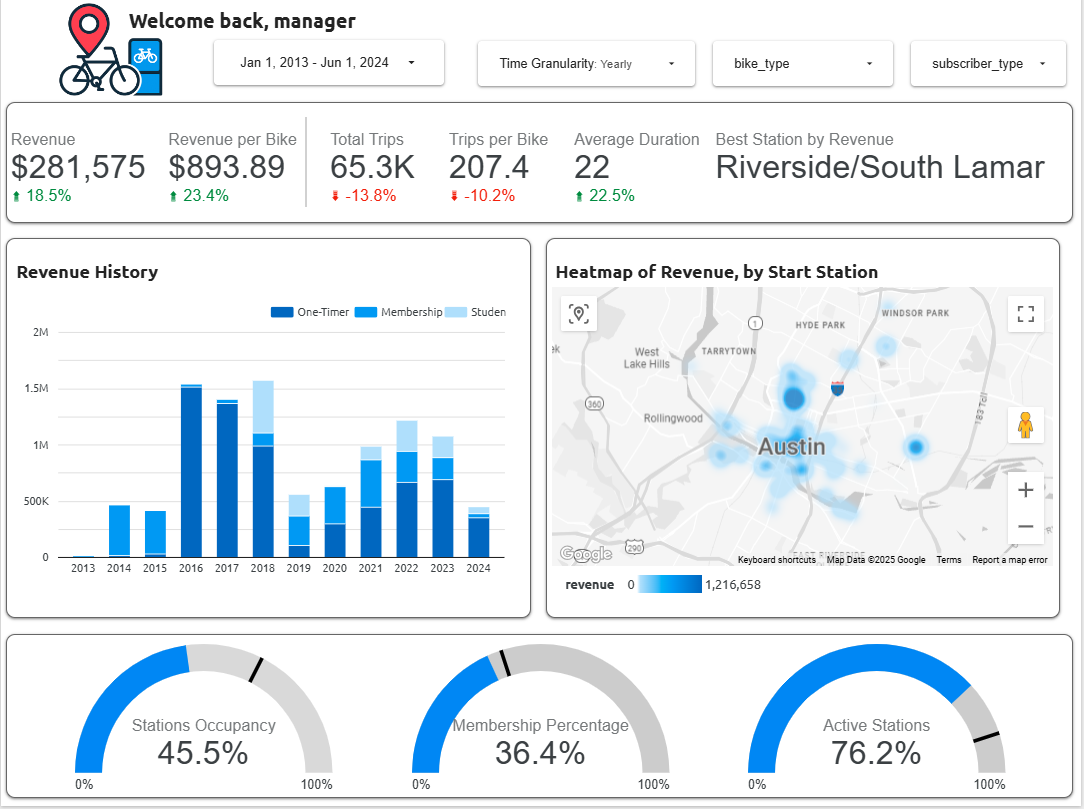 Welcome back, manager
Jan 1, 2013 - Jun 1, 2024
Time Granularity: Yearly
bike_type
subscriber_type
Revenue
$281,575
18.5%
Revenue per Bike
$893.89
23.4%
Total Trips
65.3K
-13.8%
Trips per Bike
207.4
-10.2%
Average Duration
22
22.5%
Best Station by Revenue
Riverside/South Lamar
Revenue History
One-Timer Membership Studen
2M
1.5M
1M
500K
0
2013 2014 2015 2016 2017 2018 2019 2020 2021 2022 2023 2024
Heatmap of Revenue, by Start Station
WINDSOR PARK
HYDE PARK
1
West
Lake Hills
TARRYTOWN
ek
360
183 Toll
Rollingwood
Austin
290
EAST RIVERSIDE
Google
Keyboard shortcuts Map Data ©2025 Google Terms Report a map error
revenue 0 1,216,658
Stations Occupancy
45.5%
0% 100%
Membership Percentage
36.4%
0% 100%
Active Stations
76.2%
0% 100%